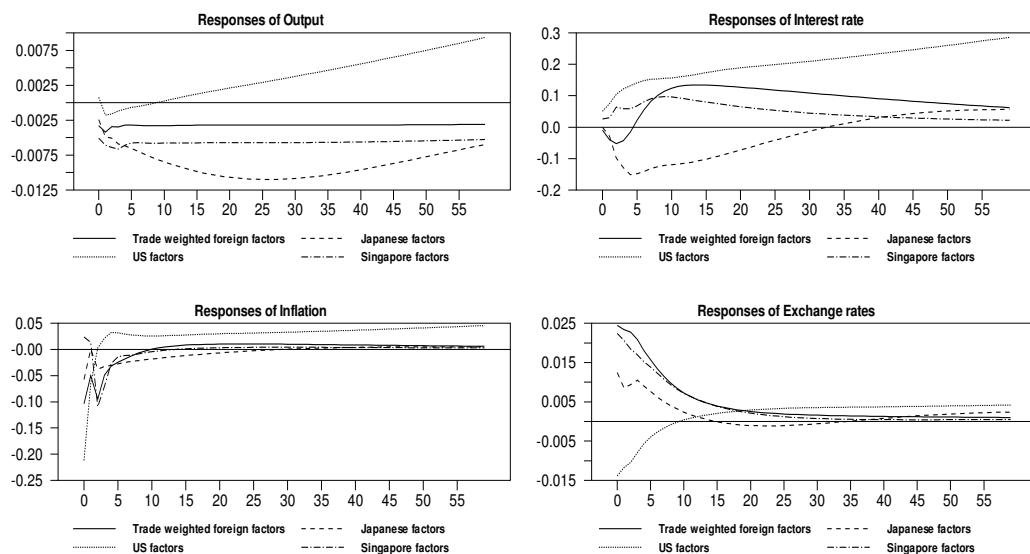 Responses of Output
0.0075
0.0025
-0.0025
-0.0075
-0.0125
0 5 10 15 20 25 30 35 40 45 50 55
Trade weighted foreign factors Japanese factors
US factors Singapore factors
Responses of Interest rate
0.3
0.2
0.1
0.0
-0.1
-0.2
0 5 10 15 20 25 30 35 40 45 50 55
Trade weighted foreign factors Japanese factors
US factors Singapore factors
Responses of Inflation
0.05
-0.00
-0.05
-0.10
-0.15
-0.20
-0.25
0 5 10 15 20 25 30 35 40 45 50 55
Trade weighted foreign factors Japanese factors
US factors Singapore factors
Responses of Exchange rates
0.025
0.015
0.005
-0.005
-0.015
0 5 10 15 20 25 30 35 40 45 50 55
Trade weighted foreign factors Japanese factors
US factors Singapore factors